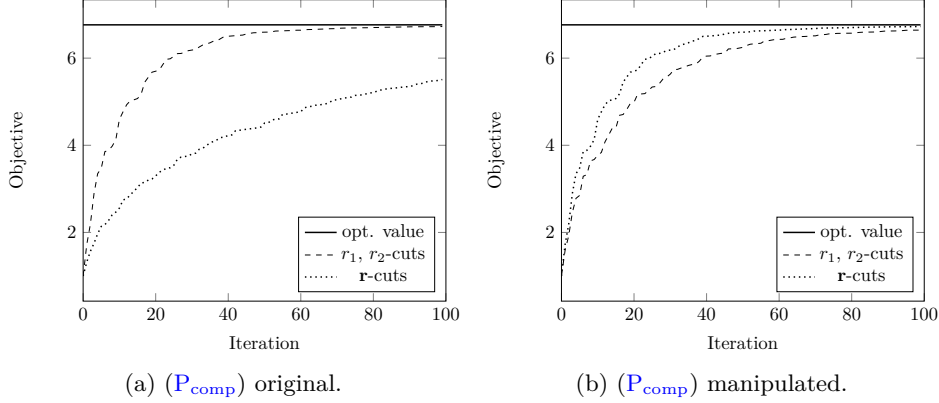 6
4
2
Objective
opt. value
r1, r2-cuts
r-cuts
0 20 40 60 80 100
Iteration
(a) (Pcomp) original.
6
4
2
Objective
opt. value
r1, r2-cuts
r-cuts
0 20 40 60 80 100
Iteration
(b) (Pcomp) manipulated.